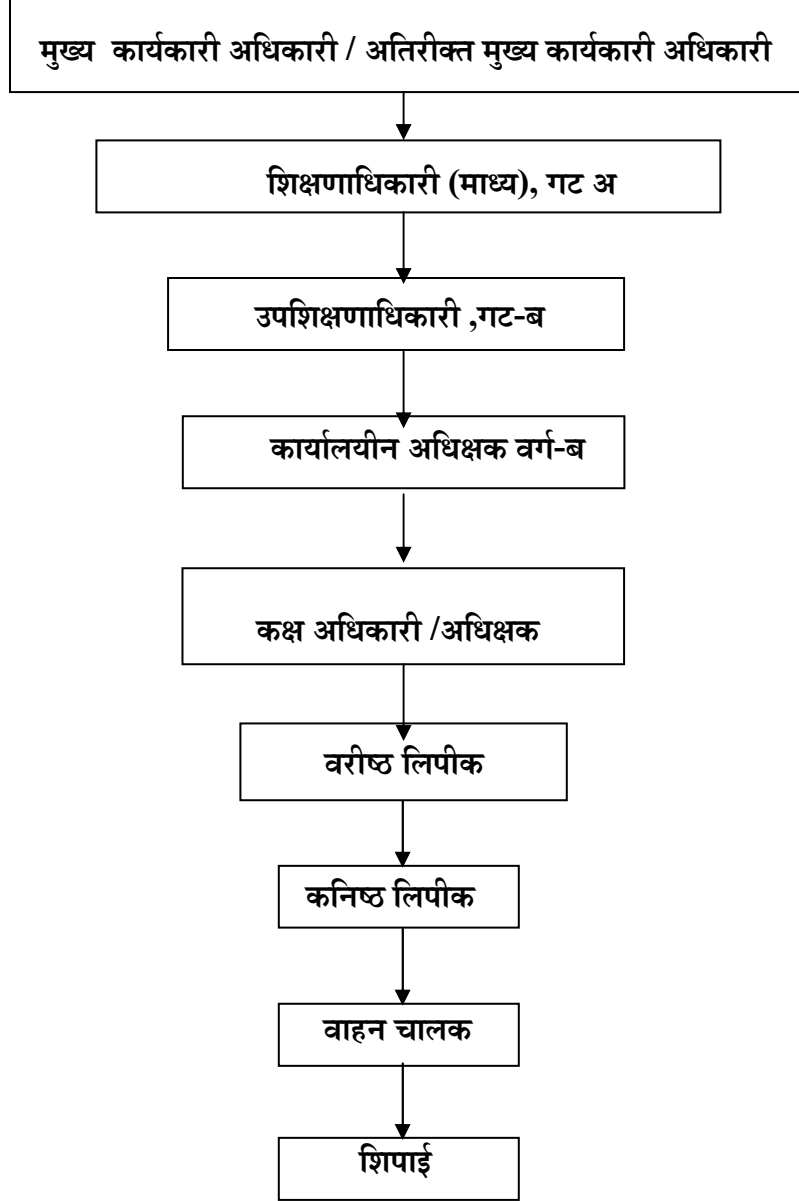 मुख्य कार्यकारी अधिकारी / अतिरीक्त मुख्य कार्यकारी अधिकारी
शिक्षणाधिकारी (माध्य), गट अ
उपशिक्षणाधिकारी ,गट-ब
कार्यालयीन अधिक्षक वर्ग-ब
कक्ष अधिकारी /अधिक्षक
वरीष्ठ लिपीक
कनिष्ठ लिपीक
वाहन चालक
शिपाई